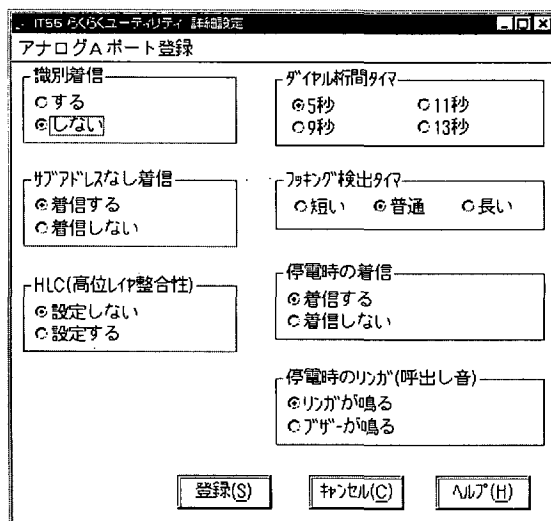 ITS5 らくらくユーティリティ 詳細設定
アナログAポート登録
識別着信
する
しない
サブアドレスなし着信
着信する
着信しない
HLC(高位レイヤ整合性)
設定しない
設定する
ダイヤル桁間タイマ
5秒 11秒
9秒 13秒
フッキング検出タイマ
短い 普通 長い
停電時の着信
着信する
着信しない
停電時のリンガ(呼出し音)
リンガが鳴る
ブザーが鳴る
登録(S) キャンセル(C) ヘルプ(H)